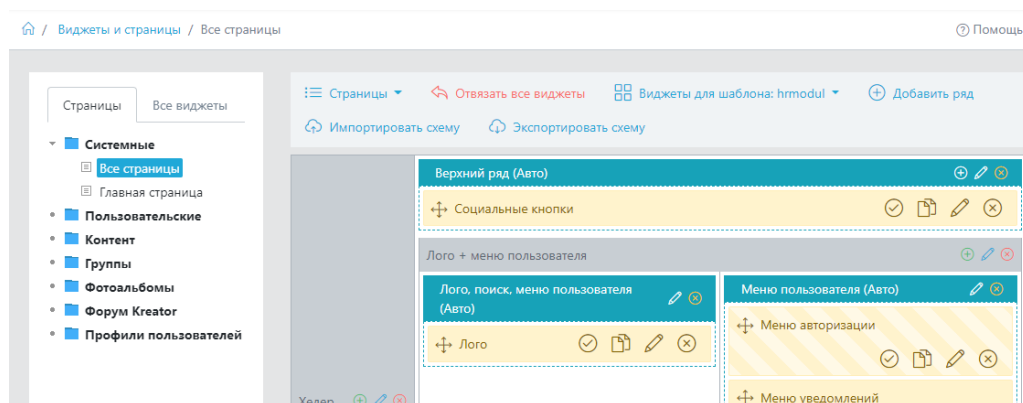 / Виджеты и страницы / Все страницы
Помощь
Страницы
Все виджеты
Страницы
Отвязать все виджеты
Виджеты для шаблона: hrmodul
Добавить ряд
Импортировать схему
Экспортировать схему
Системные
Все страницы
Главная страница
Пользовательские
Контент
Группы
Фотоальбомы
Форум Kreator
Профили пользователей
Верхний ряд (Авто)
Социальные кнопки
Лого + меню пользователя
Лого, поиск, меню пользователя
(Авто)
Лого
Меню пользователя (Авто)
Меню авторизации
Меню уведомлений
Хедер